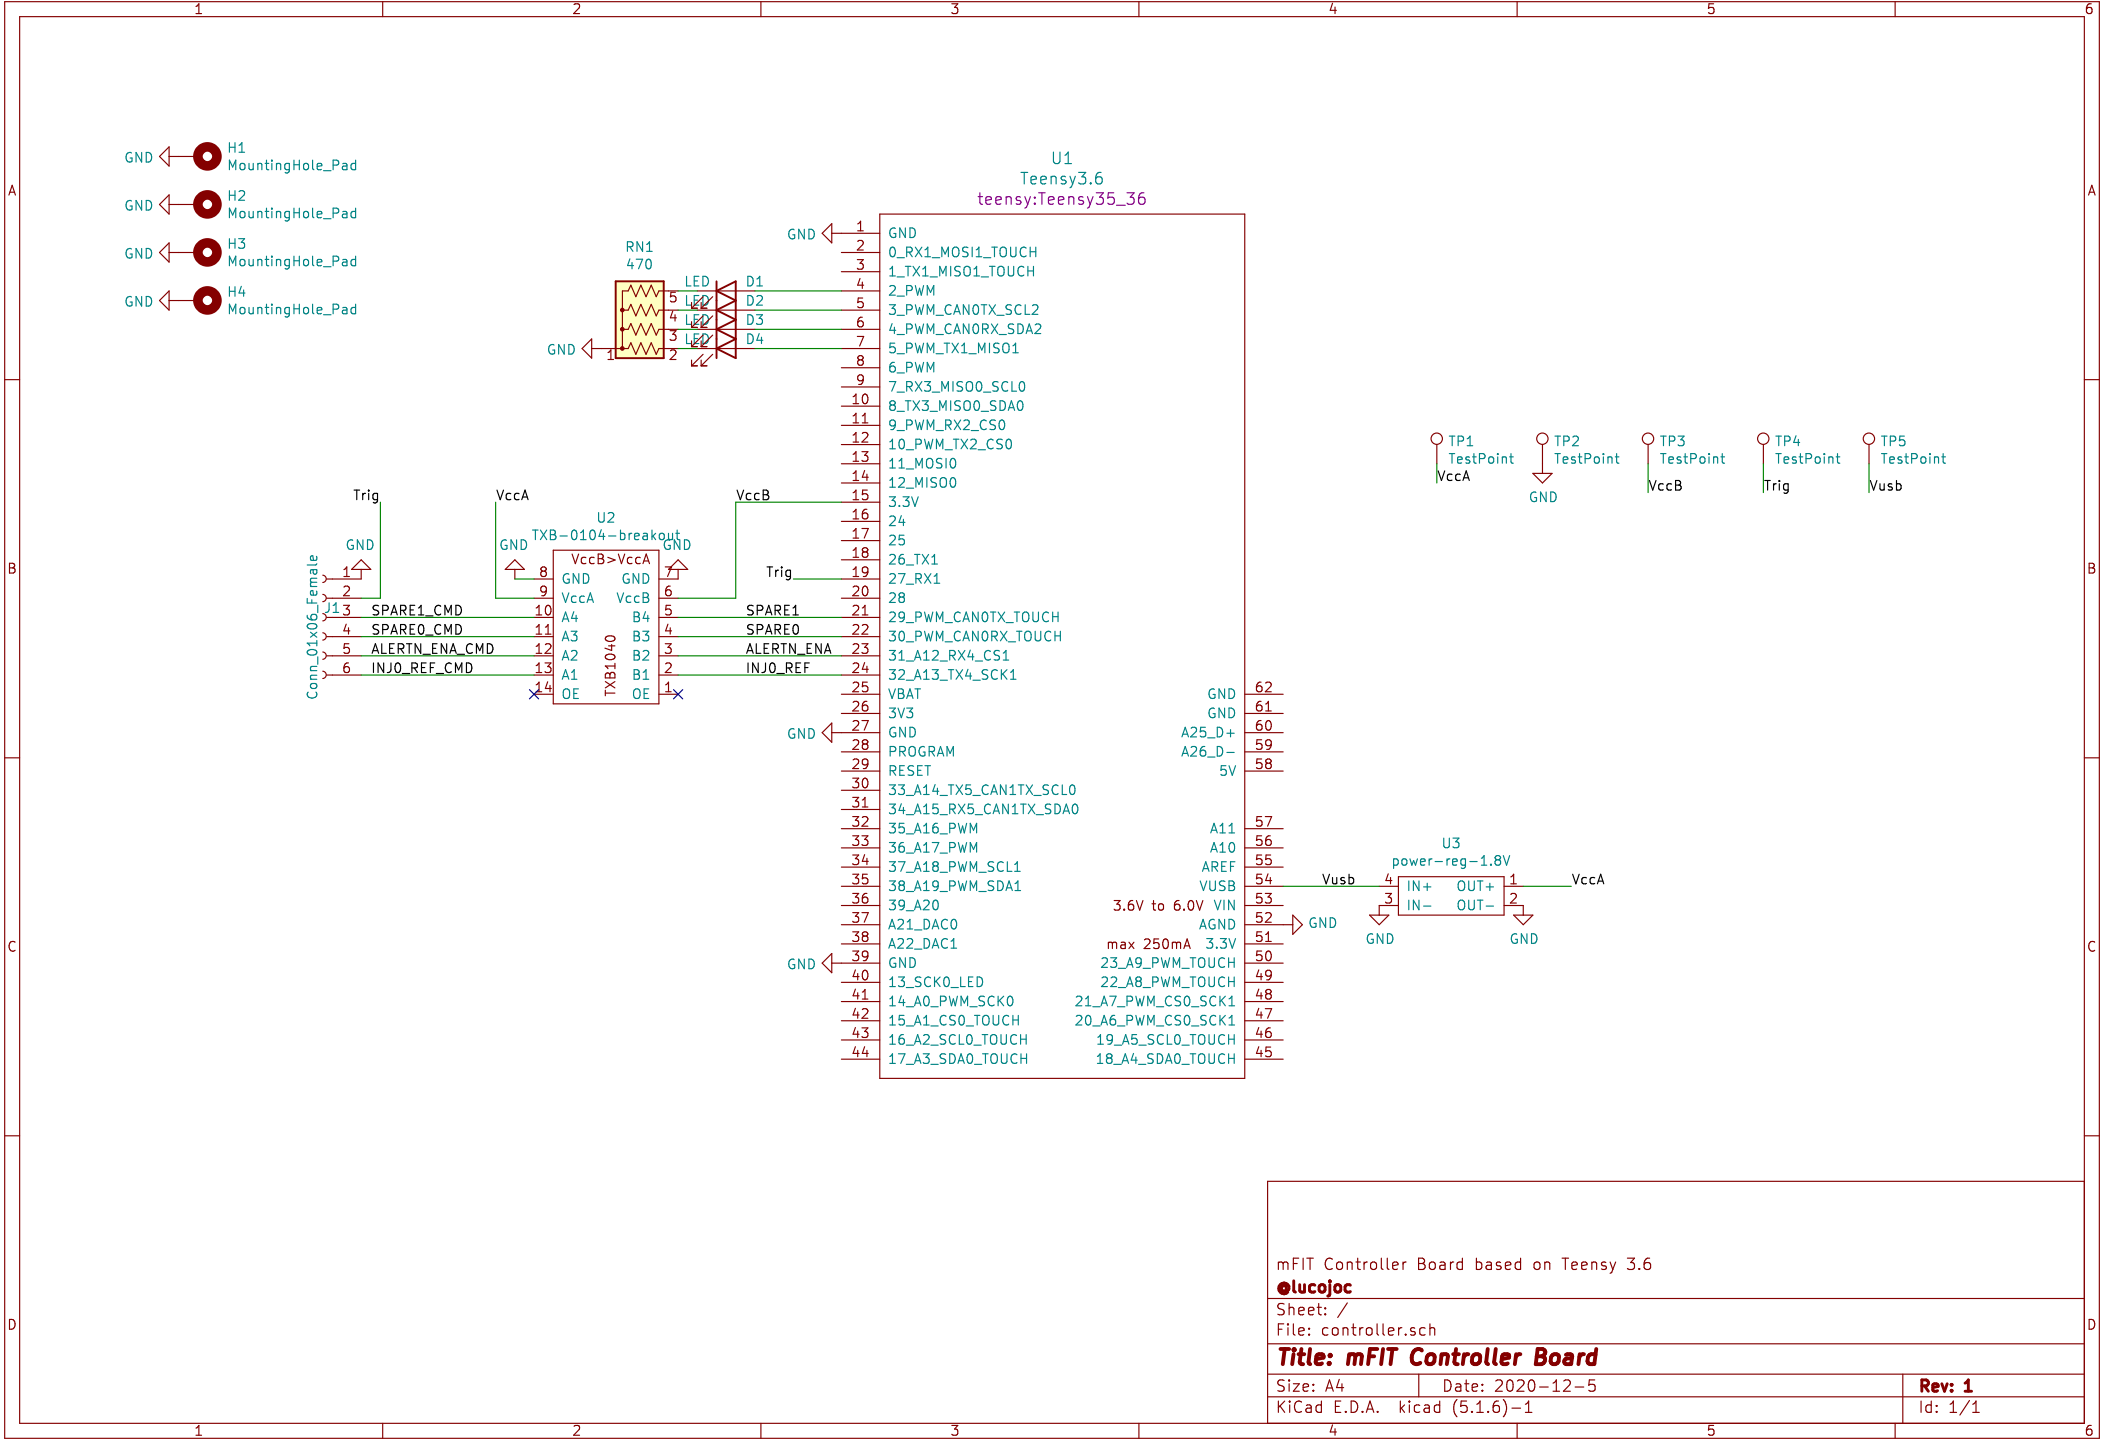 1 2 3 4 5 6
A
B
C
D
A
B
C
D
1 2 3 4 5 6
GND
H1
MountingHole_Pad
GND
H2
MountingHole_Pad
GND
H3
MountingHole_Pad
GND
H4
MountingHole_Pad
RN1
470
GND
1
5
4
3
2
LED D1
LED D2
LED D3
LED D4
Trig
GND
Conn_01x06_Female
J1
1
2
3 SPARE1_CMD
4 SPARE0_CMD
5 ALERTN_ENA_CMD
6 INJ0_REF_CMD
VccA
GND
U2
TXB-0104-breakout
GND
VccB>VccA
TXB1040
8 GND GND 7
9 VccA VccB 6
10 A4 B4 5
11 A3 B3 4
12 A2 B2 3
13 A1 B1 2
14 OE OE 1
VccB
Trig
SPARE1
SPARE0
ALERTN_ENA
INJ0_REF
U1
Teensy3.6
teensy:Teensy35_36
GND 1 GND
2 0_RX1_MOSI1_TOUCH
3 1_TX1_MISO1_TOUCH
4 2_PWM
5 3_PWM_CAN0TX_SCL2
6 4_PWM_CAN0RX_SDA2
7 5_PWM_TX1_MISO1
8 6_PWM
9 7_RX3_MISO0_SCL0
10 8_TX3_MISO0_SDA0
11 9_PWM_RX2_CS0
12 10_PWM_TX2_CS0
13 11_MOSI0
14 12_MISO0
15 3.3V
16 24
17 25
18 26_TX1
19 27_RX1
20 28
21 29_PWM_CAN0TX_TOUCH
22 30_PWM_CAN0RX_TOUCH
23 31_A12_RX4_CS1
24 32_A13_TX4_SCK1
25 VBAT
26 3V3
GND 27 GND
28 PROGRAM
29 RESET
30 33_A14_TX5_CAN1TX_SCL0
31 34_A15_RX5_CAN1TX_SDA0
32 35_A16_PWM
33 36_A17_PWM
34 37_A18_PWM_SCL1
35 38_A19_PWM_SDA1
36 39_A20
37 A21_DAC0
38 A22_DAC1
GND 39 GND
40 13_SCK0_LED
41 14_A0_PWM_SCK0
42 15_A1_CS0_TOUCH
43 16_A2_SCL0_TOUCH
44 17_A3_SDA0_TOUCH
GND 62
GND 61
A25_D+ 60
A26_D- 59
5V 58
A11 57
A10 56
AREF 55
VUSB 54
3.6V to 6.0V VIN 53
AGND 52 GND
max 250mA 3.3V 51
23_A9_PWM_TOUCH 50
22_A8_PWM_TOUCH 49
21_A7_PWM_CS0_SCK1 48
20_A6_PWM_CS0_SCK1 47
19_A5_SCL0_TOUCH 46
18_A4_SDA0_TOUCH 45
TP1
TestPoint
VccA
TP2
TestPoint
GND
TP3
TestPoint
VccB
TP4
TestPoint
Trig
TP5
TestPoint
Vusb
U3
power-reg-1.8V
Vusb 4 IN+ OUT+ 1 VccA
3 IN- OUT- 2
GND GND
mFIT Controller Board based on Teensy 3.6
@lucojoc
Sheet: /
File: controller.sch
Title: mFIT Controller Board
Size: A4 Date: 2020-12-5 Rev: 1
KiCad E.D.A. kicad (5.1.6)-1 Id: 1/1